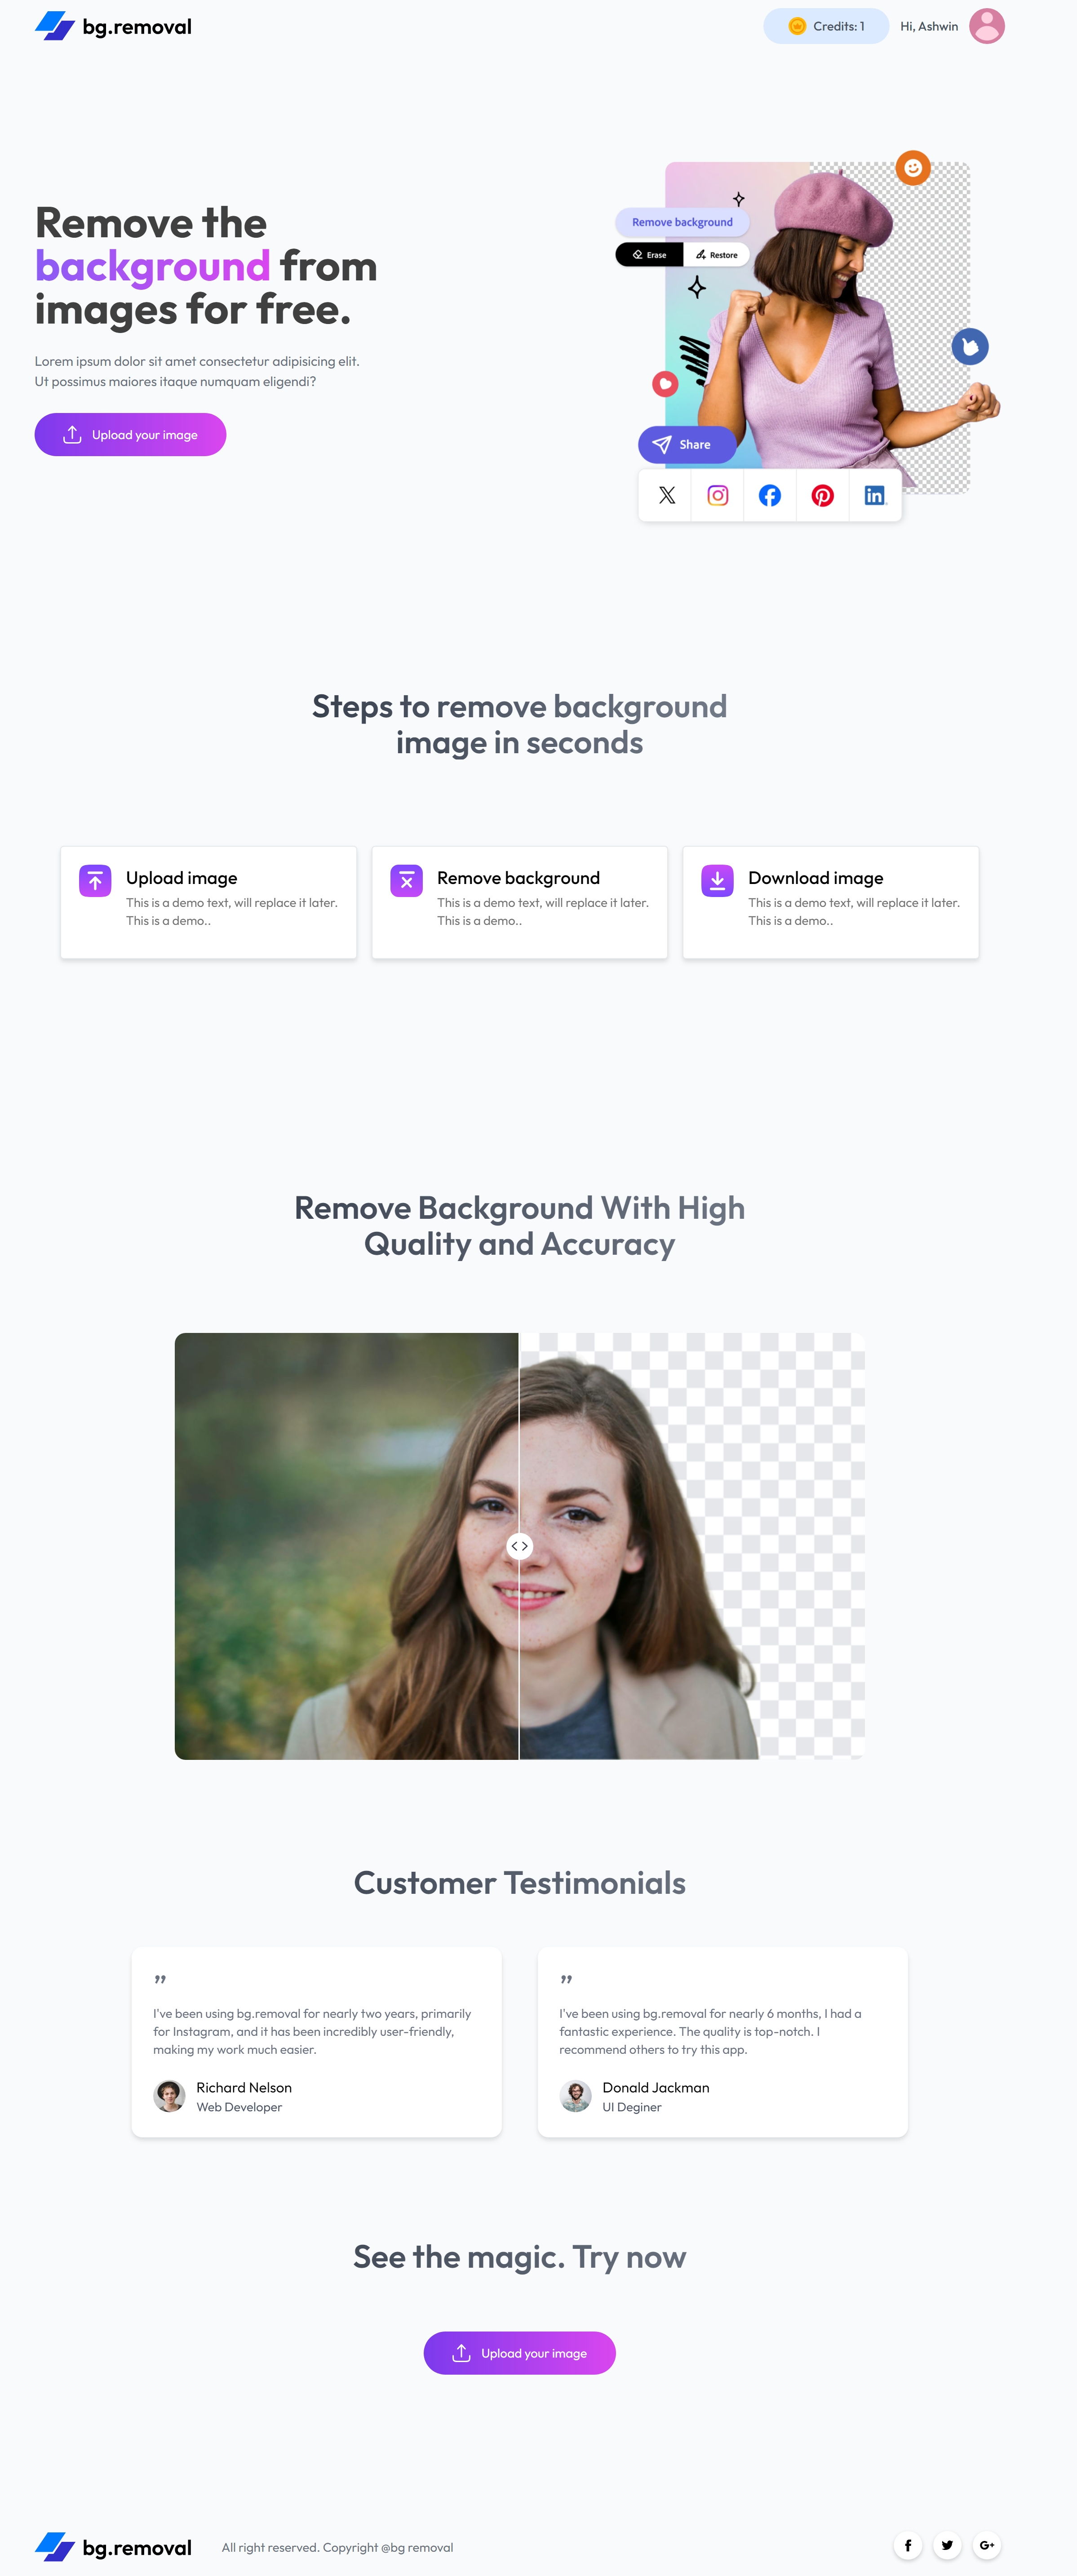 bg.removal
Credits: 1
Hi, Ashwin
Remove the
background from
images for free.
Lorem ipsum dolor sit amet consectetur adipisicing elit.
Ut possimus maiores itaque numquam eligendi?
Upload your image
Remove background
Erase
Restore
Share
Steps to remove background
image in seconds
Upload image
This is a demo text, will replace it later.
This is a demo..
Remove background
This is a demo text, will replace it later.
This is a demo..
Download image
This is a demo text, will replace it later.
This is a demo..
Remove Background With High
Quality and Accuracy
Customer Testimonials
”
I've been using bg.removal for nearly two years, primarily
for Instagram, and it has been incredibly user-friendly,
making my work much easier.
Richard Nelson
Web Developer
”
I've been using bg.removal for nearly 6 months, I had a
fantastic experience. The quality is top-notch. I
recommend others to try this app.
Donald Jackman
UI Deginer
See the magic. Try now
Upload your image
bg.removal
All right reserved. Copyright @bg removal